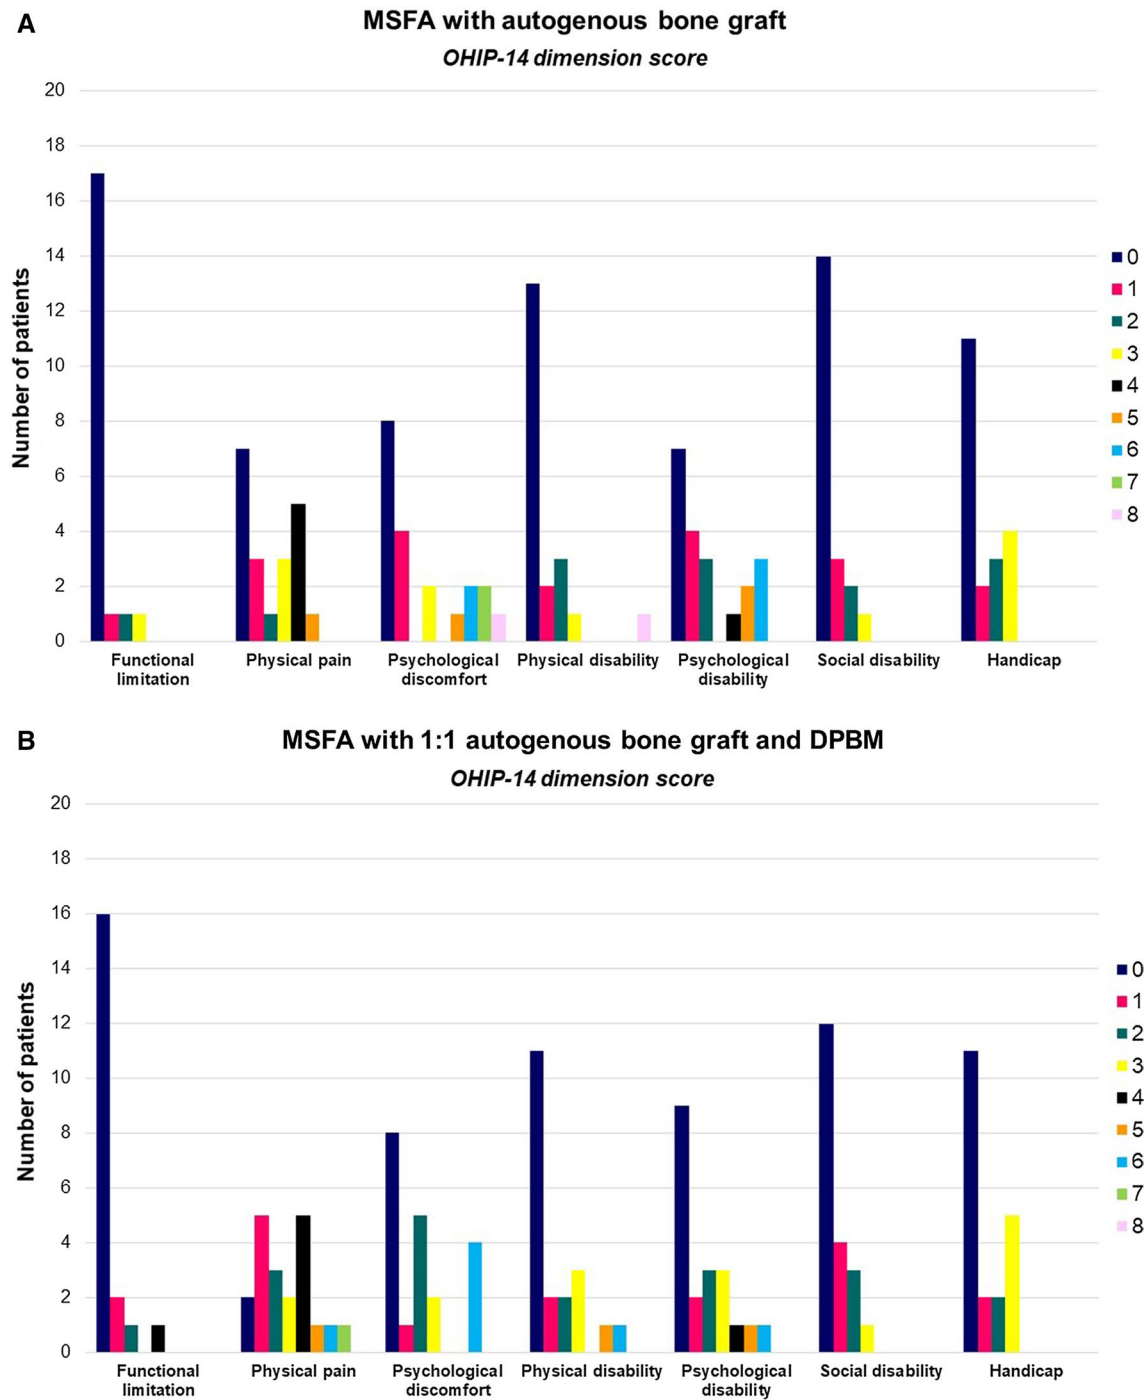 A
MSFA with autogenous bone graft
OHIP-14 dimension score
20
18
16
14
12
10
8
6
4
2
0
Number of patients
Functional
limitation
Physical pain
Psychological
discomfort
Physical disability
Psychological
disability
Social disability
Handicap
0
1
2
3
4
5
6
7
8
B
MSFA with 1:1 autogenous bone graft and DPBM
OHIP-14 dimension score
20
18
16
14
12
10
8
6
4
2
0
Number of patients
Functional
limitation
Physical pain
Psychological
discomfort
Physical disability
Psychological
disability
Social disability
Handicap
0
1
2
3
4
5
6
7
8